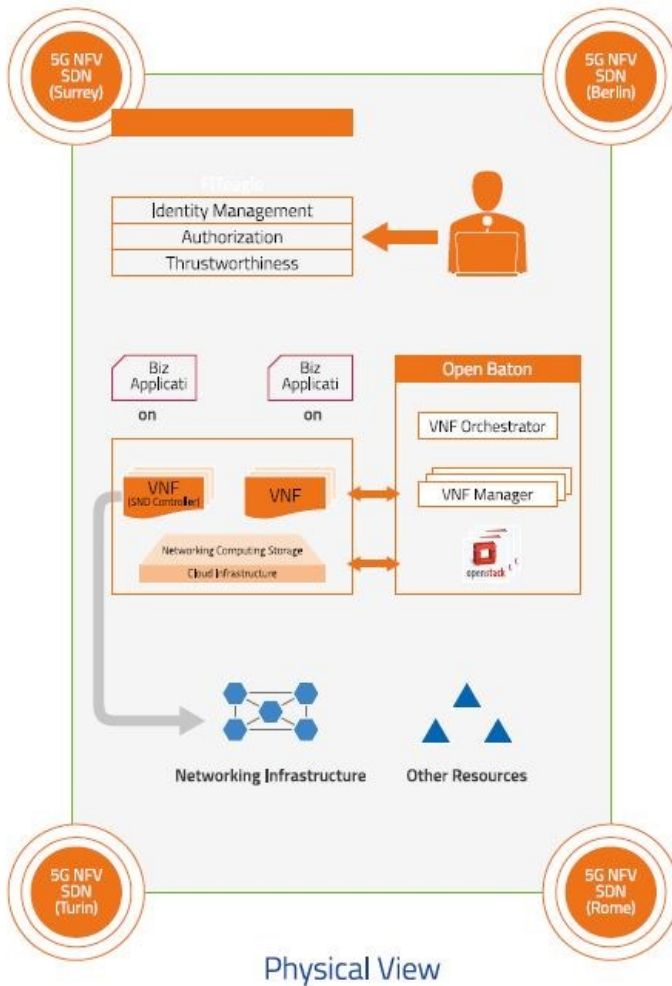 5G NFV
SDN
(Surrey)
5G NFV
SDN
(Berlin)
Identity Management
Authorization
Thrustworthiness
Biz
Applicati
on
Biz
Applicati
on
Open Baton
VNF Orchestrator
VNF
(SND Controller)
VNF
VNF Manager
Networking Computing Storage
Cloud Infrastructure
openstack
Networking Infrastructure
Other Resources
5G NFV
SDN
(Turin)
5G NFV
SDN
(Rome)
Physical View